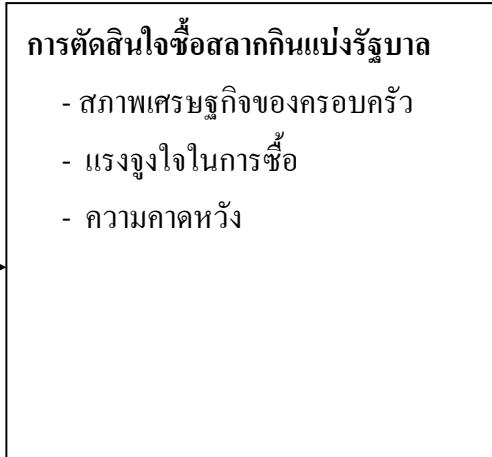 การตัดสินใจซื้อสลากกินแบ่งรัฐบาล
- สภาพเศรษฐกิจของครอบครัว
- แรงจูงใจในการซื้อ
- ความคาดหวัง